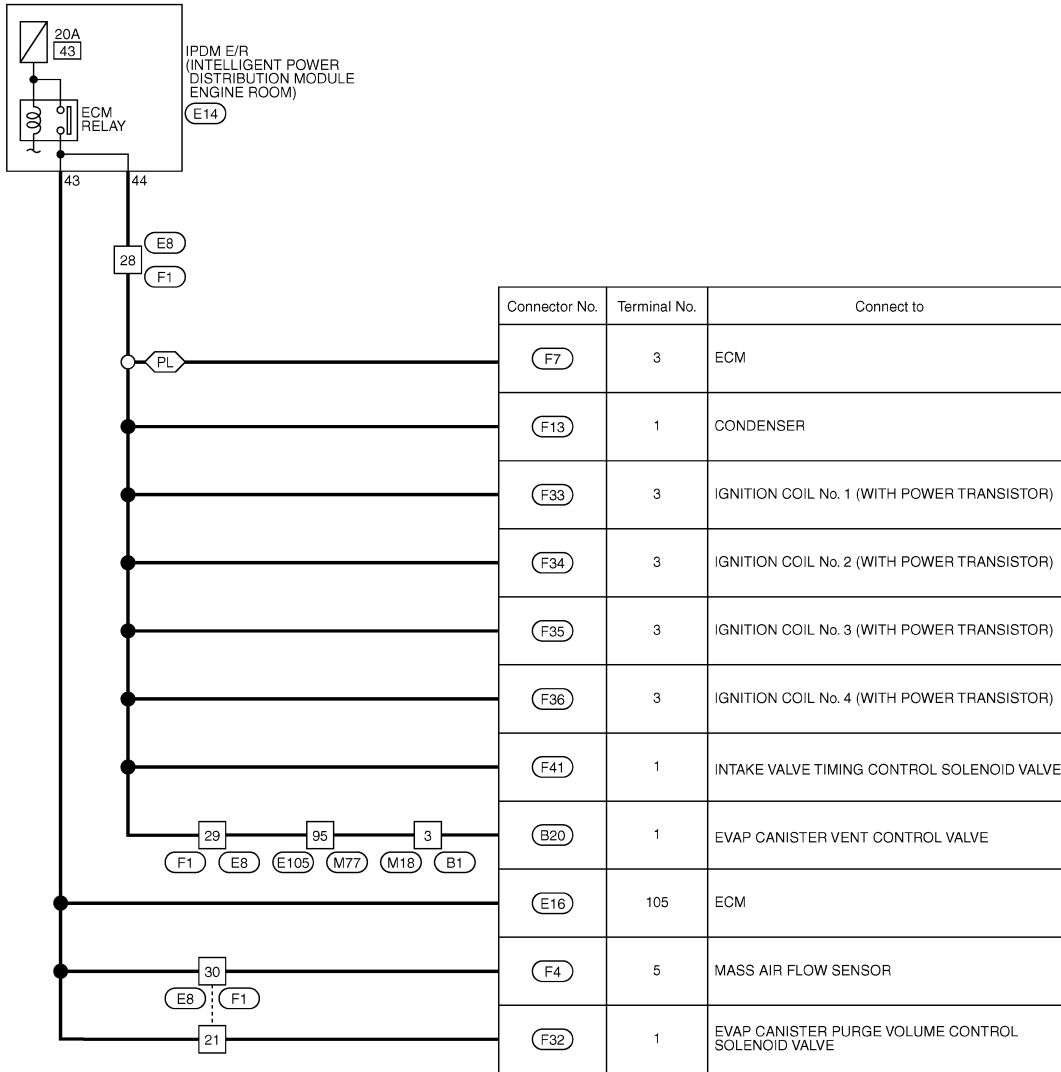 20A
43
IPDM E/R
(INTELLIGENT POWER
DISTRIBUTION MODULE
ENGINE ROOM)
E14
ECM
RELAY
43
44
28
E8
F1
Connector No. Terminal No. Connect to
PL
F7 3 ECM
F13 1 CONDENSER
F33 3 IGNITION COIL No. 1 (WITH POWER TRANSISTOR)
F34 3 IGNITION COIL No. 2 (WITH POWER TRANSISTOR)
F35 3 IGNITION COIL No. 3 (WITH POWER TRANSISTOR)
F36 3 IGNITION COIL No. 4 (WITH POWER TRANSISTOR)
F41 1 INTAKE VALVE TIMING CONTROL SOLENOID VALVE
29 95 3
F1 E8 E105 M77 M18 B1
B20 1 EVAP CANISTER VENT CONTROL VALVE
E16 105 ECM
30
E8 F1
F4 5 MASS AIR FLOW SENSOR
21
F32 1 EVAP CANISTER PURGE VOLUME CONTROL
SOLENOID VALVE